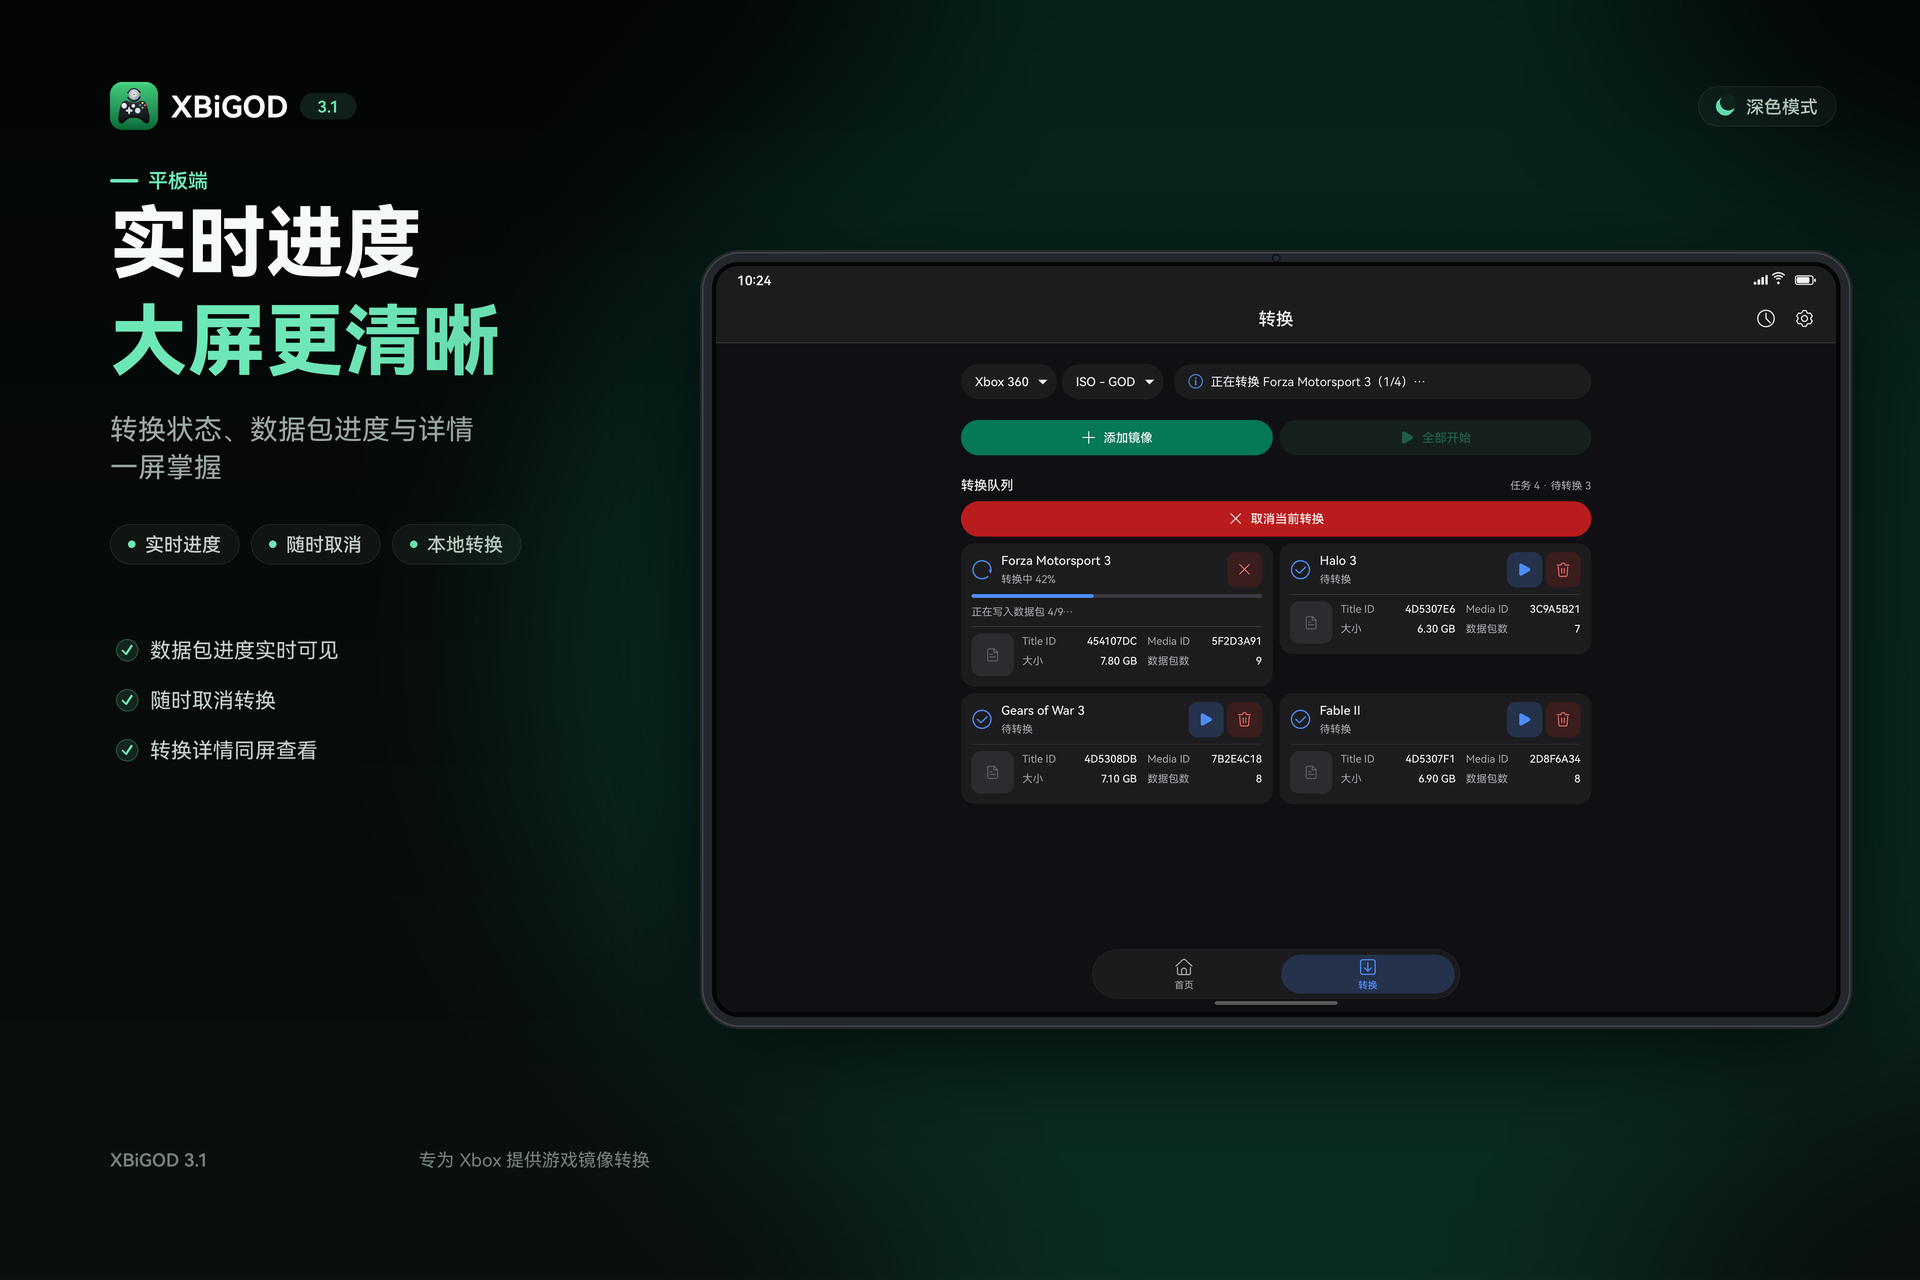 XBiGOD 3.1
深色模式
平板端
实时进度
大屏更清晰
转换状态、数据包进度与详情
一屏掌握
实时进度 随时取消 本地转换
数据包进度实时可见
随时取消转换
转换详情同屏查看
10:24
转换
Xbox 360 ISO - GOD 正在转换 Forza Motorsport 3（1/4）···
添加镜像 全部开始
转换队列 任务 4 · 待转换 3
取消当前转换
Forza Motorsport 3
转换中 42%
正在写入数据包 4/9···
Title ID 454107DC Media ID 5F2D3A91
大小 7.80 GB 数据包数 9
Halo 3
待转换
Title ID 4D5307E6 Media ID 3C9A5B21
大小 6.30 GB 数据包数 7
Gears of War 3
待转换
Title ID 4D5308DB Media ID 7B2E4C18
大小 7.10 GB 数据包数 8
Fable II
待转换
Title ID 4D5307F1 Media ID 2D8F6A34
大小 6.90 GB 数据包数 8
首页 转换
XBiGOD 3.1 专为 Xbox 提供游戏镜像转换